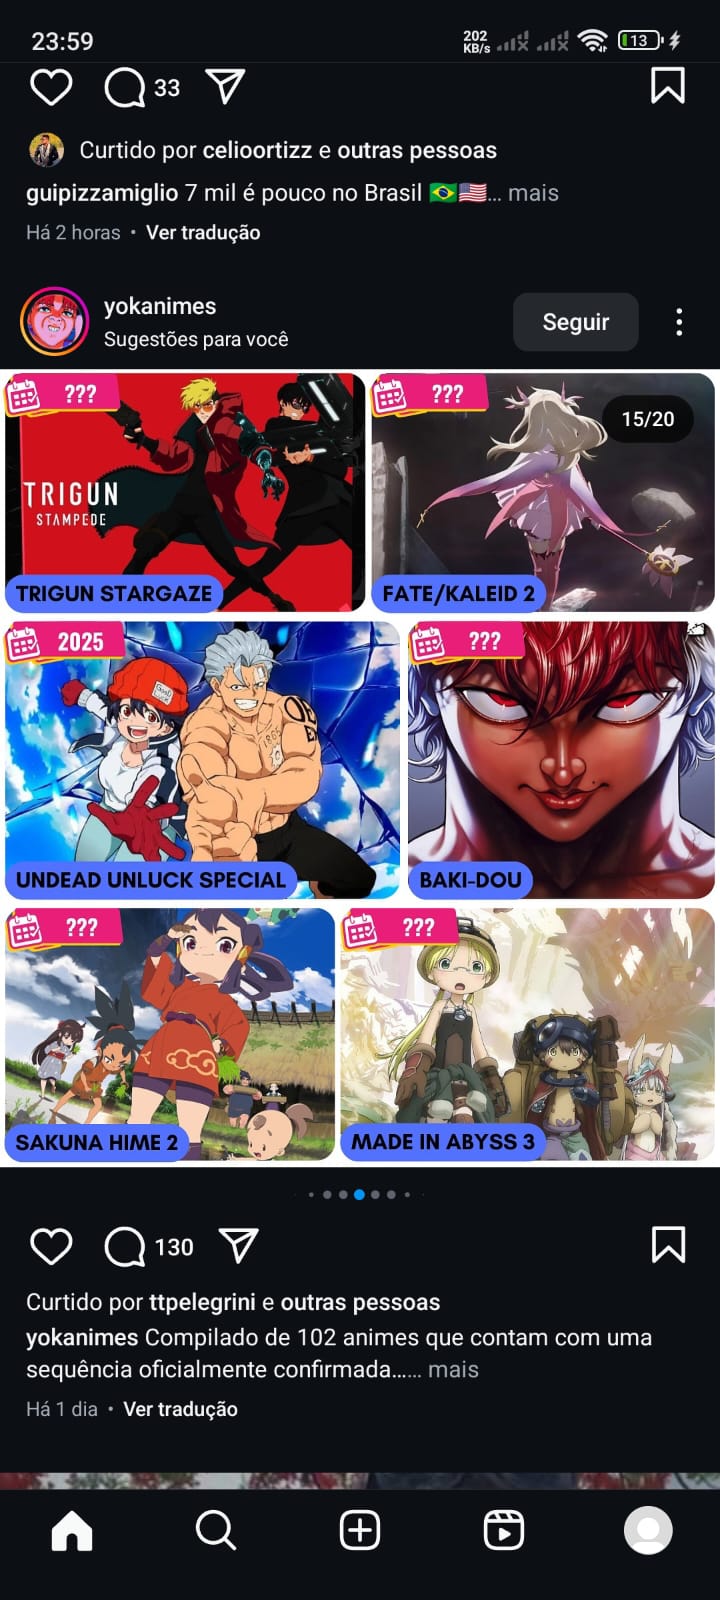 23:59
202
KB/s
13
33
Curtido por celioortizz e outras pessoas
guipizzamiglio 7 mil é pouco no Brasil 🇧🇷🇺🇸... mais
Há 2 horas • Ver tradução
yokanimes
Sugestões para você
Seguir
???
???
15/20
TRIGUN
STAMPEDE
TRIGUN STARGAZE
FATE/KALEID 2
2025
???
UNDEAD UNLUCK SPECIAL
BAKI-DOU
???
???
SAKUNA HIME 2
MADE IN ABYSS 3
130
Curtido por ttpelegrini e outras pessoas
yokanimes Compilado de 102 animes que contam com uma
sequência oficialmente confirmada...... mais
Há 1 dia • Ver tradução